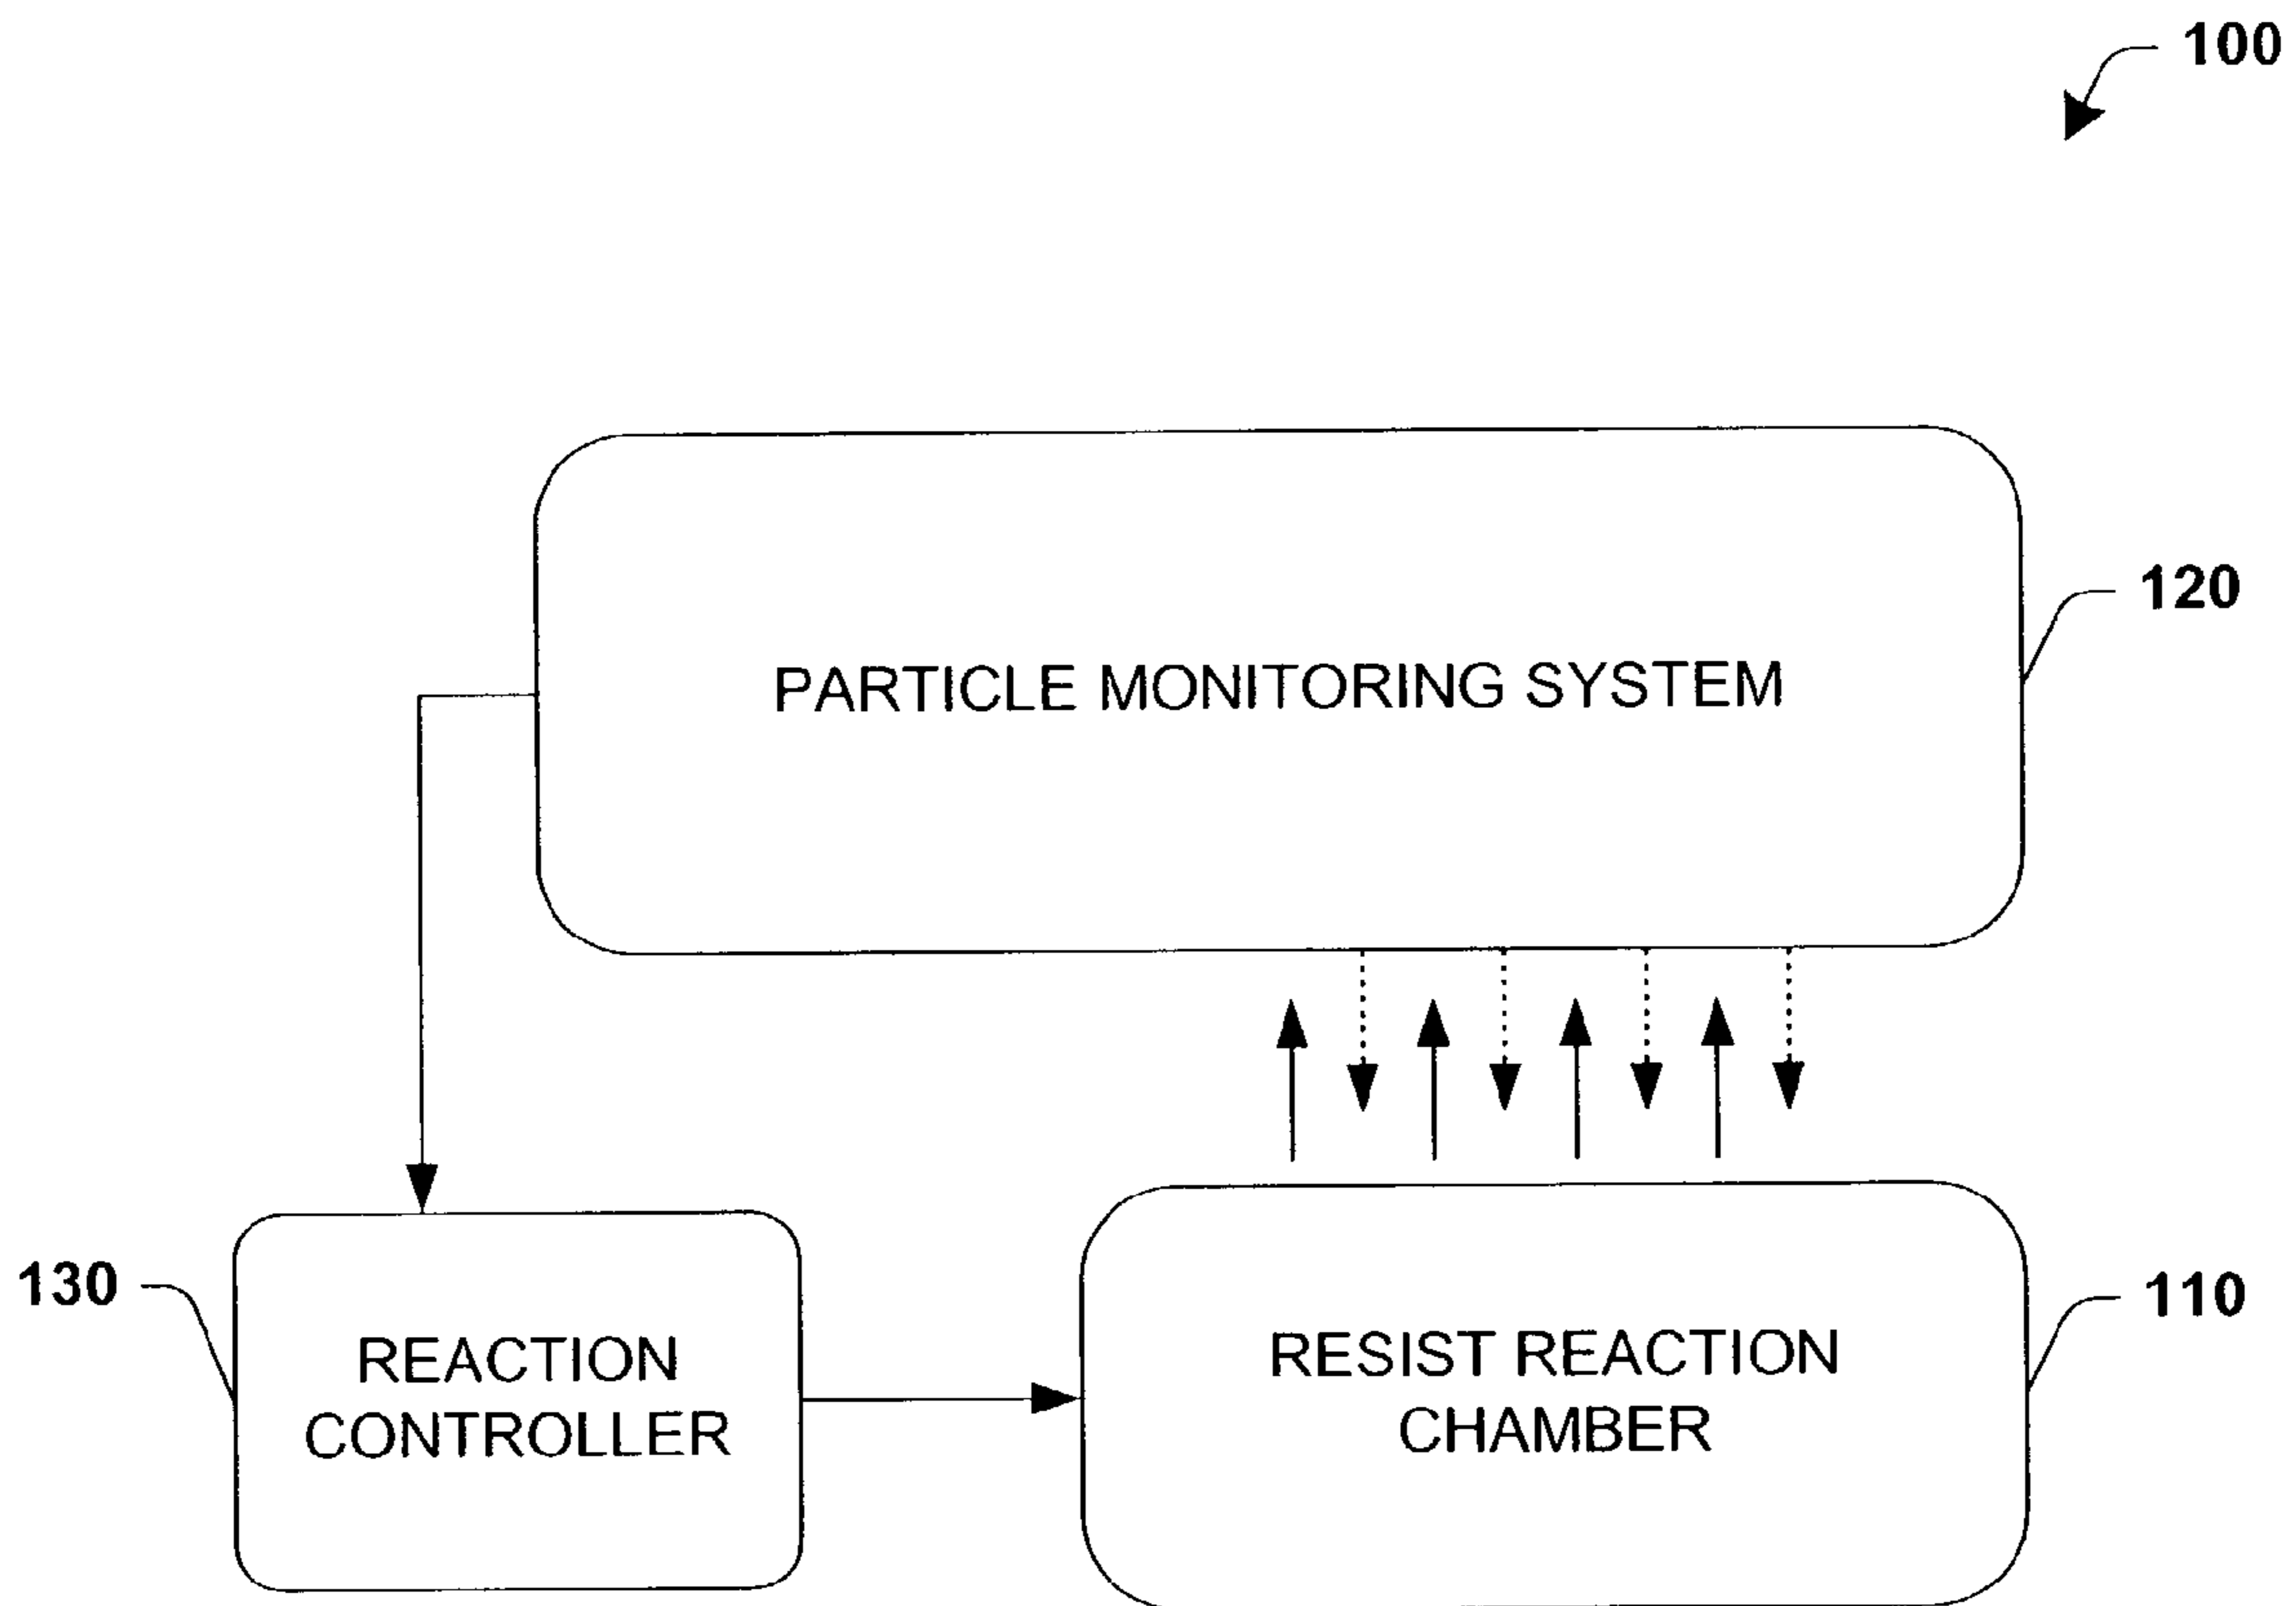 100
120
PARTICLE MONITORING SYSTEM
130
REACTION
CONTROLLER
RESIST REACTION
CHAMBER
110